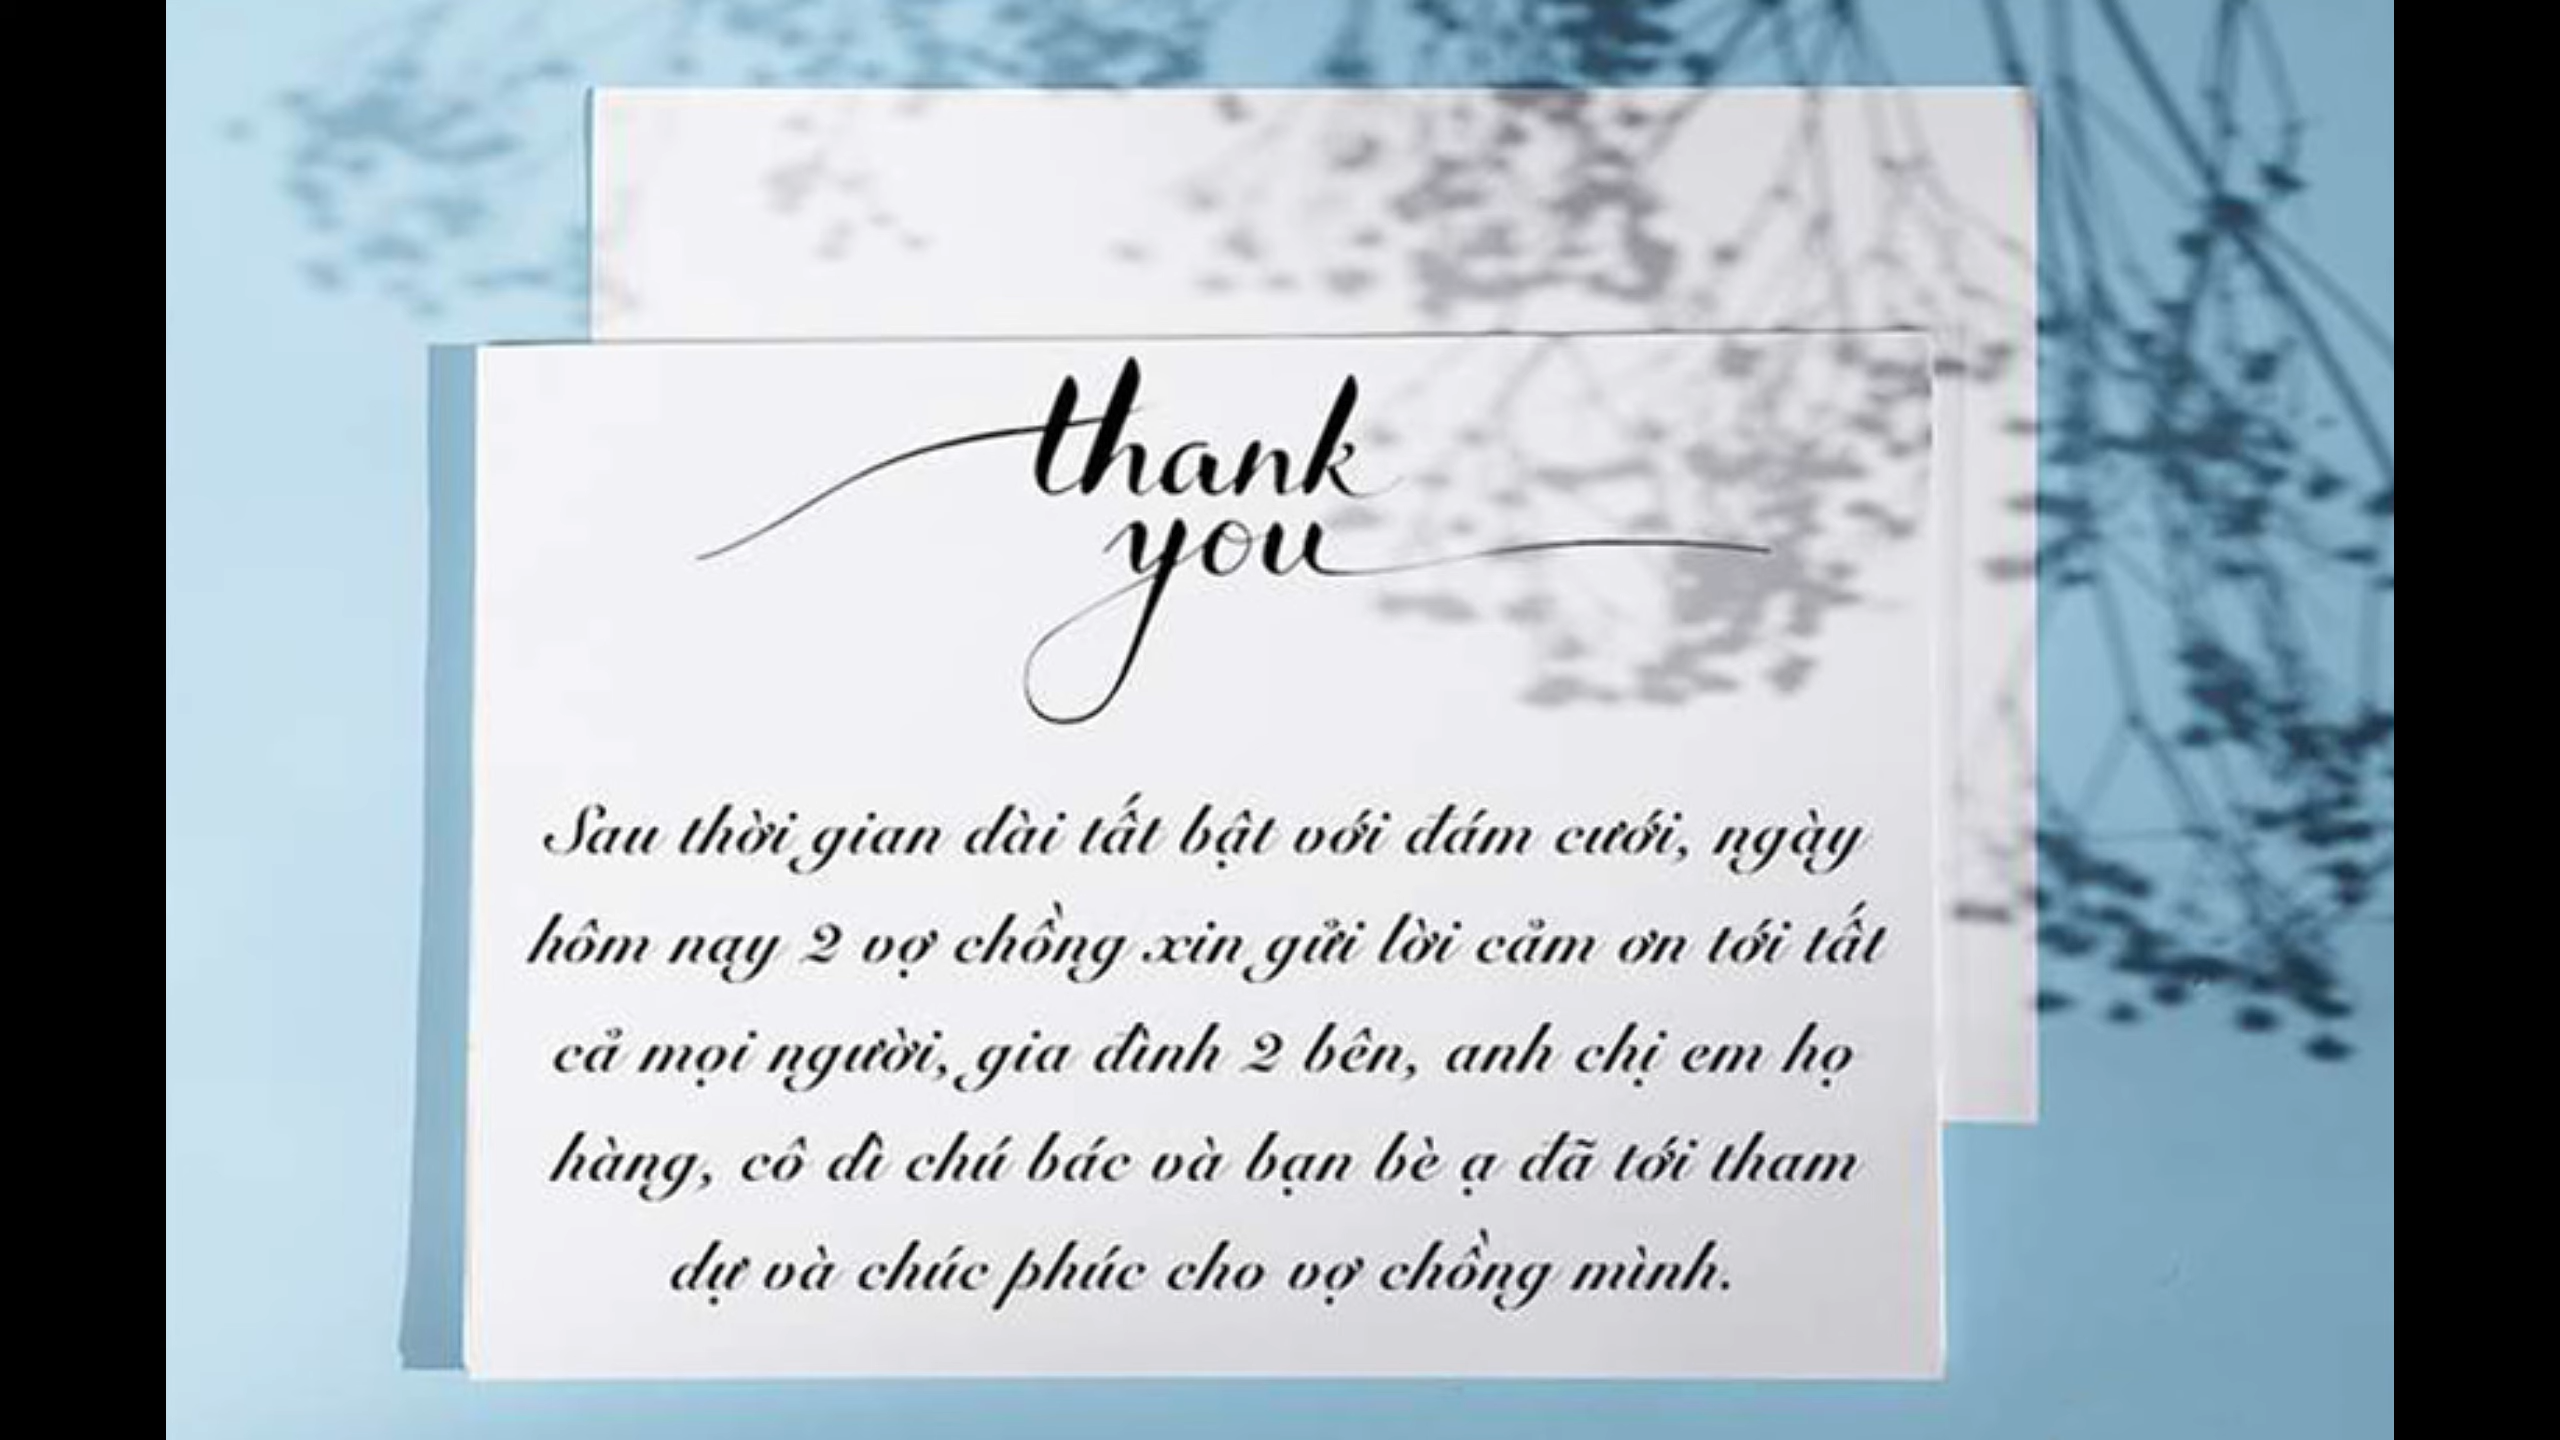 thank
you
Sau thời gian dài tất bật với đám cưới, ngày
hôm nay 2 vợ chồng xin gửi lời cảm ơn tới tất
cả mọi người, gia đình 2 bên, anh chị em họ
hàng, cô dì chú bác và bạn bè ạ đã tới tham
dự và chúc phúc cho vợ chồng mình.